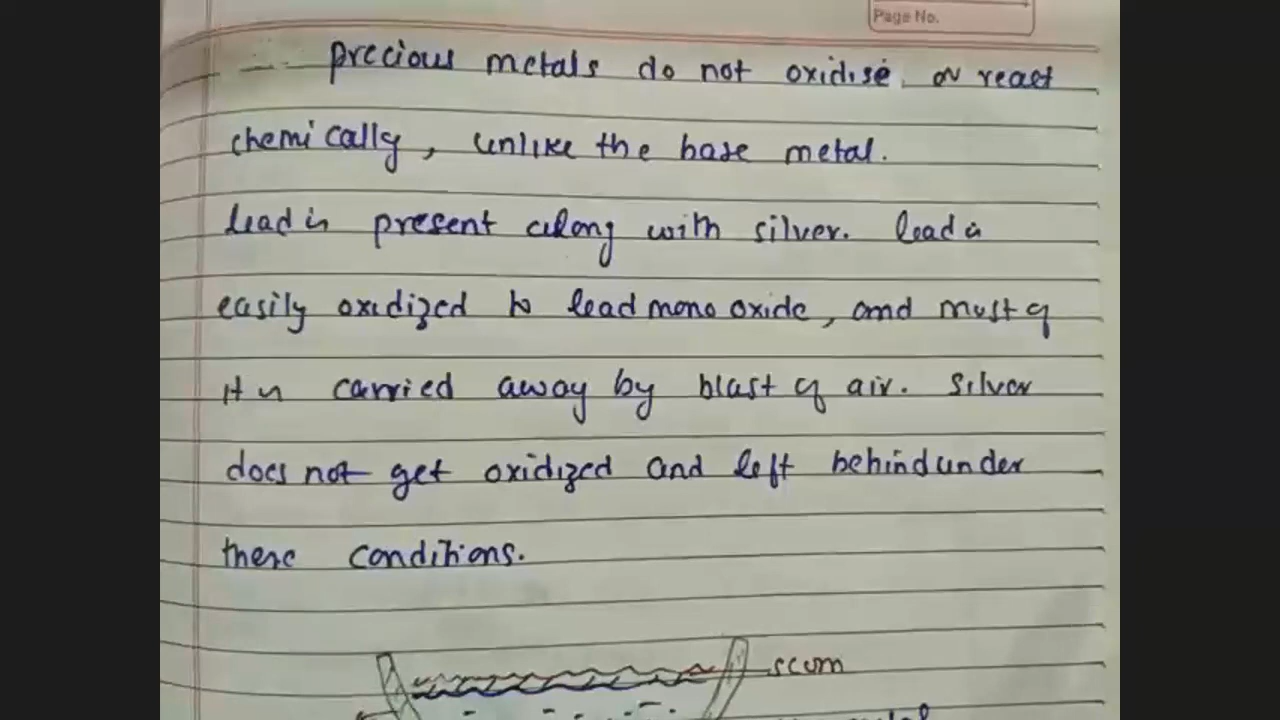 Page No.
precious metals do not oxidise or react
chemically, unlike the base metal.
lead is present along with silver. lead is
easily oxidized to lead mono oxide, and most of
it is carried away by blast of air. silver
does not get oxidized and left behind under
these conditions.
scum